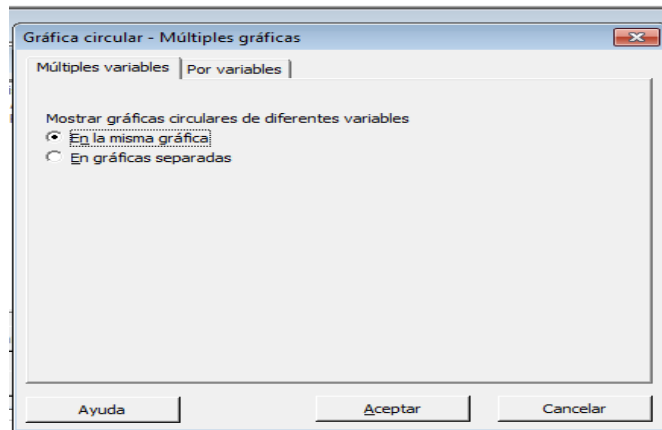 Gráfica circular - Múltiples gráficas
Múltiples variables
Por variables
Mostrar gráficas circulares de diferentes variables
En la misma gráfica
En gráficas separadas
Ayuda
Aceptar
Cancelar